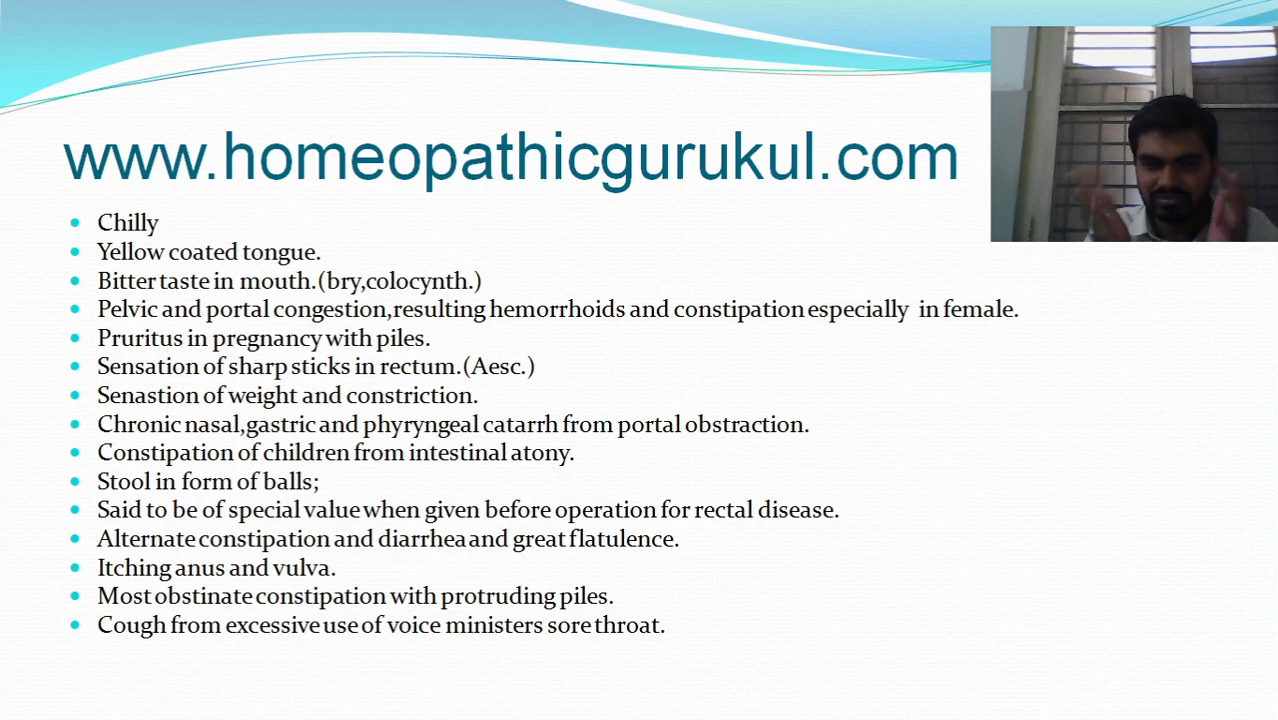 www.homeopathicgurukul.com
Chilly
Yellow coated tongue.
Bitter taste in mouth.(bry,colocynth.)
Pelvic and portal congestion,resulting hemorrhoids and constipation especially in female.
Pruritus in pregnancy with piles.
Sensation of sharp sticks in rectum.(Aesc.)
Senastion of weight and constriction.
Chronic nasal,gastric and phyryngeal catarrh from portal obstraction.
Constipation of children from intestinal atony.
Stool in form of balls;
Said to be of special value when given before operation for rectal disease.
Alternate constipation and diarrhea and great flatulence.
Itching anus and vulva.
Most obstinate constipation with protruding piles.
Cough from excessive use of voice ministers sore throat.